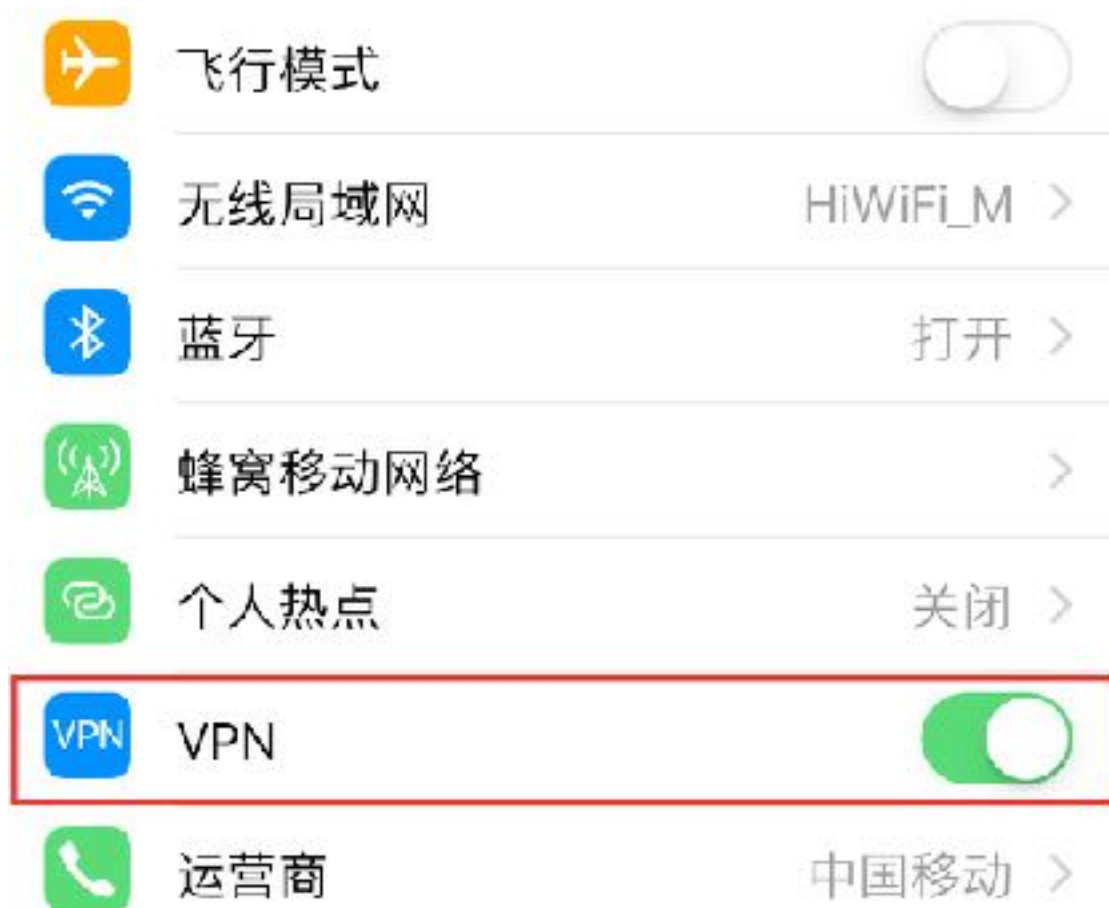 飞行模式
无线局域网 HiWiFi_M
蓝牙 打开
蜂窝移动网络
个人热点 关闭
VPN VPN
运营商 中国移动